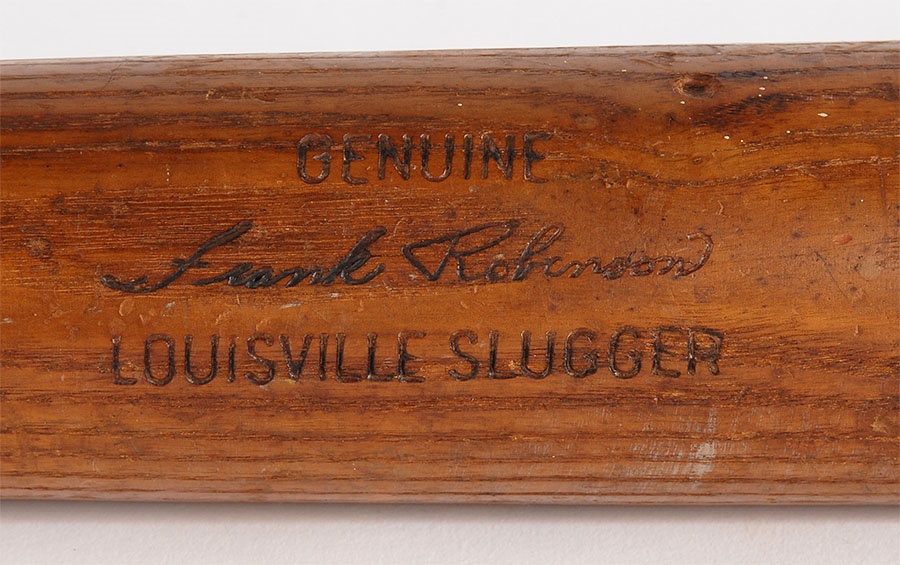 GENUINE
Frank Robinson
LOUISVILLE SLUGGER